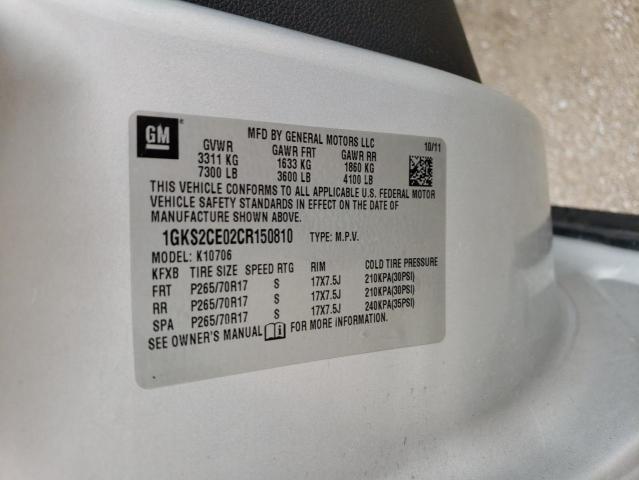 GM
MFD BY GENERAL MOTORS LLC
GVWR GAWR FRT GAWR RR 10/11
3311 KG 1633 KG 1860 KG
7300 LB 3600 LB 4100 LB
THIS VEHICLE CONFORMS TO ALL APPLICABLE U.S. FEDERAL MOTOR
VEHICLE SAFETY STANDARDS IN EFFECT ON THE DATE OF
MANUFACTURE SHOWN ABOVE.
1GKS2CE02CR150810 TYPE: M.P.V.
MODEL: K10706
KFXB TIRE SIZE SPEED RTG RIM COLD TIRE PRESSURE
FRT P265/70R17 S 17X7.5J 210KPA(30PSI)
RR P265/70R17 S 17X7.5J 210KPA(30PSI)
SPA P265/70R17 S 17X7.5J 240KPA(35PSI)
SEE OWNER'S MANUAL FOR MORE INFORMATION.